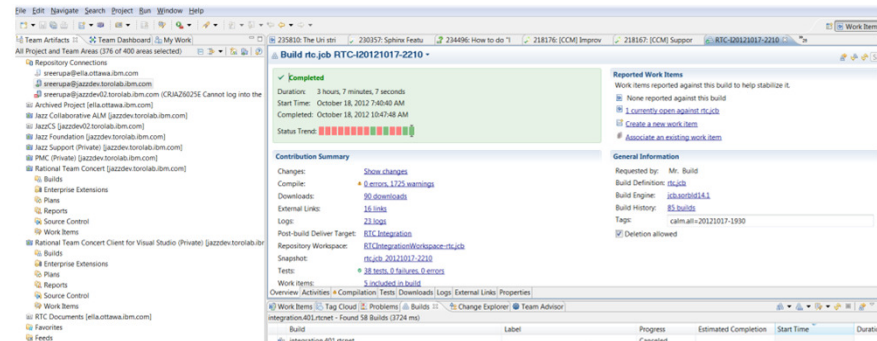 File Edit Navigate Search Project Run Window Help
Work Item
Team Artifacts Team Dashboard My Work
235810: The Uri stri 230357: Sphinx Featu 234496: How to do "l 218176: [CCM] Improv 218167: [CCM] Suppor RTC-I20121017-2210
All Project and Team Areas (376 of 400 areas selected)
Repository Connections
sreerupa@ella.ottawa.ibm.com
sreerupa@jazzdev.torolab.ibm.com
sreerupa@jazzdev02.torolab.ibm.com (CRJAZ6025E Cannot log into the
Archived Project [ella.ottawa.ibm.com]
Jazz Collaborative ALM [jazzdev.torolab.ibm.com]
JazzCS [jazzdev02.torolab.ibm.com]
Jazz Foundation [jazzdev.torolab.ibm.com]
Jazz Support (Private) [jazzdev.torolab.ibm.com]
PMC (Private) [jazzdev.torolab.ibm.com]
Rational Team Concert [jazzdev.torolab.ibm.com]
Builds
Enterprise Extensions
Plans
Reports
Source Control
Work Items
Rational Team Concert Client for Visual Studio (Private) [jazzdev.torolab.ibr
Builds
Enterprise Extensions
Plans
Reports
Source Control
Work Items
RTC Documents [ella.ottawa.ibm.com]
Favorites
Feeds
Build rtc.jcb RTC-I20121017-2210
Completed
Duration: 3 hours, 7 minutes, 7 seconds
Start Time: October 18, 2012 7:40:40 AM
Completed: October 18, 2012 10:47:48 AM
Status Trend:
Reported Work Items
Work items reported against this build to help stabilize it.
None reported against this build
1 currently open against rtc.jcb
Create a new work item
Associate an existing work item
Contribution Summary
Changes: Show changes
Compile: 0 errors, 1725 warnings
Downloads: 90 downloads
External Links: 16 links
Logs: 23 logs
Post-build Deliver Target: RTC Integration
Repository Workspace: RTCIntegrationWorkspace-rtc.jcb
Snapshot: rtc.jcb_20121017-2210
Tests: 38 tests, 0 failures, 0 errors
Work Items: 5 included in build
General Information
Requested by: Mr. Build
Build Definition: rtc.jcb
Build Engine: jcb.sorbld14.1
Build History: 85 builds
Tags: calm.all=20121017-1930
Deletion allowed
Overview Activities Compilation Tests Downloads Logs External Links Properties
Work Items Tag Cloud Problems Builds Change Explorer Team Advisor
integration.401.rtcnet - Found 58 Builds (3724 ms)
Build Label Progress Estimated Completion Start Time Durati
integration.401.rtcnet Canceled